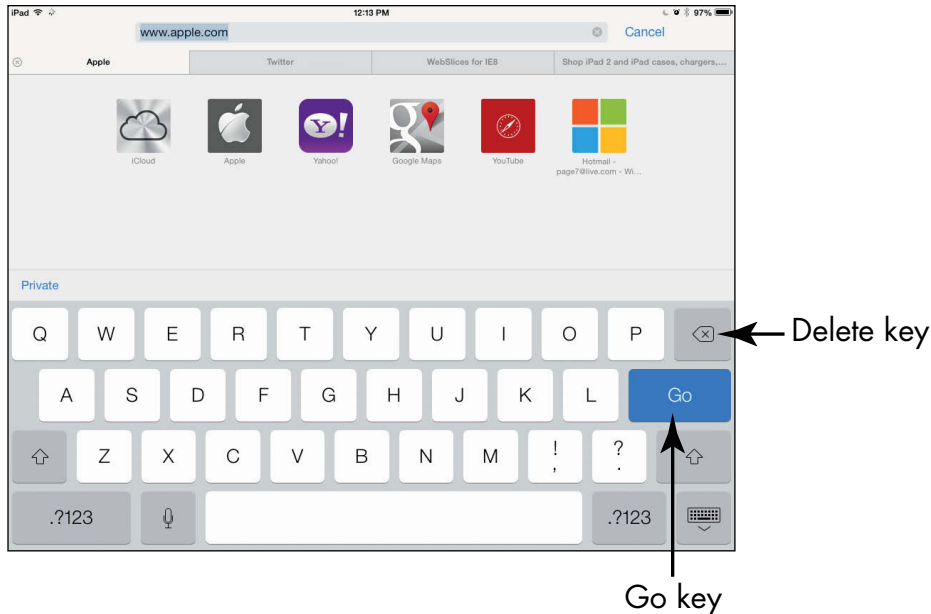 iPad 12:13 PM 97%
www.apple.com Cancel
Apple Twitter WebSlices for IE8 Shop iPad 2 and iPad cases, chargers,...
Y!
iCloud Apple Yahoo! Google Maps YouTube Hotmail -
page7@live.com - Wi...
Private
Q W E R T Y U I O P
Delete key
A S D F G H J K L Go
Z X C V B N M ! , ? .
.?123 .?123
Go key